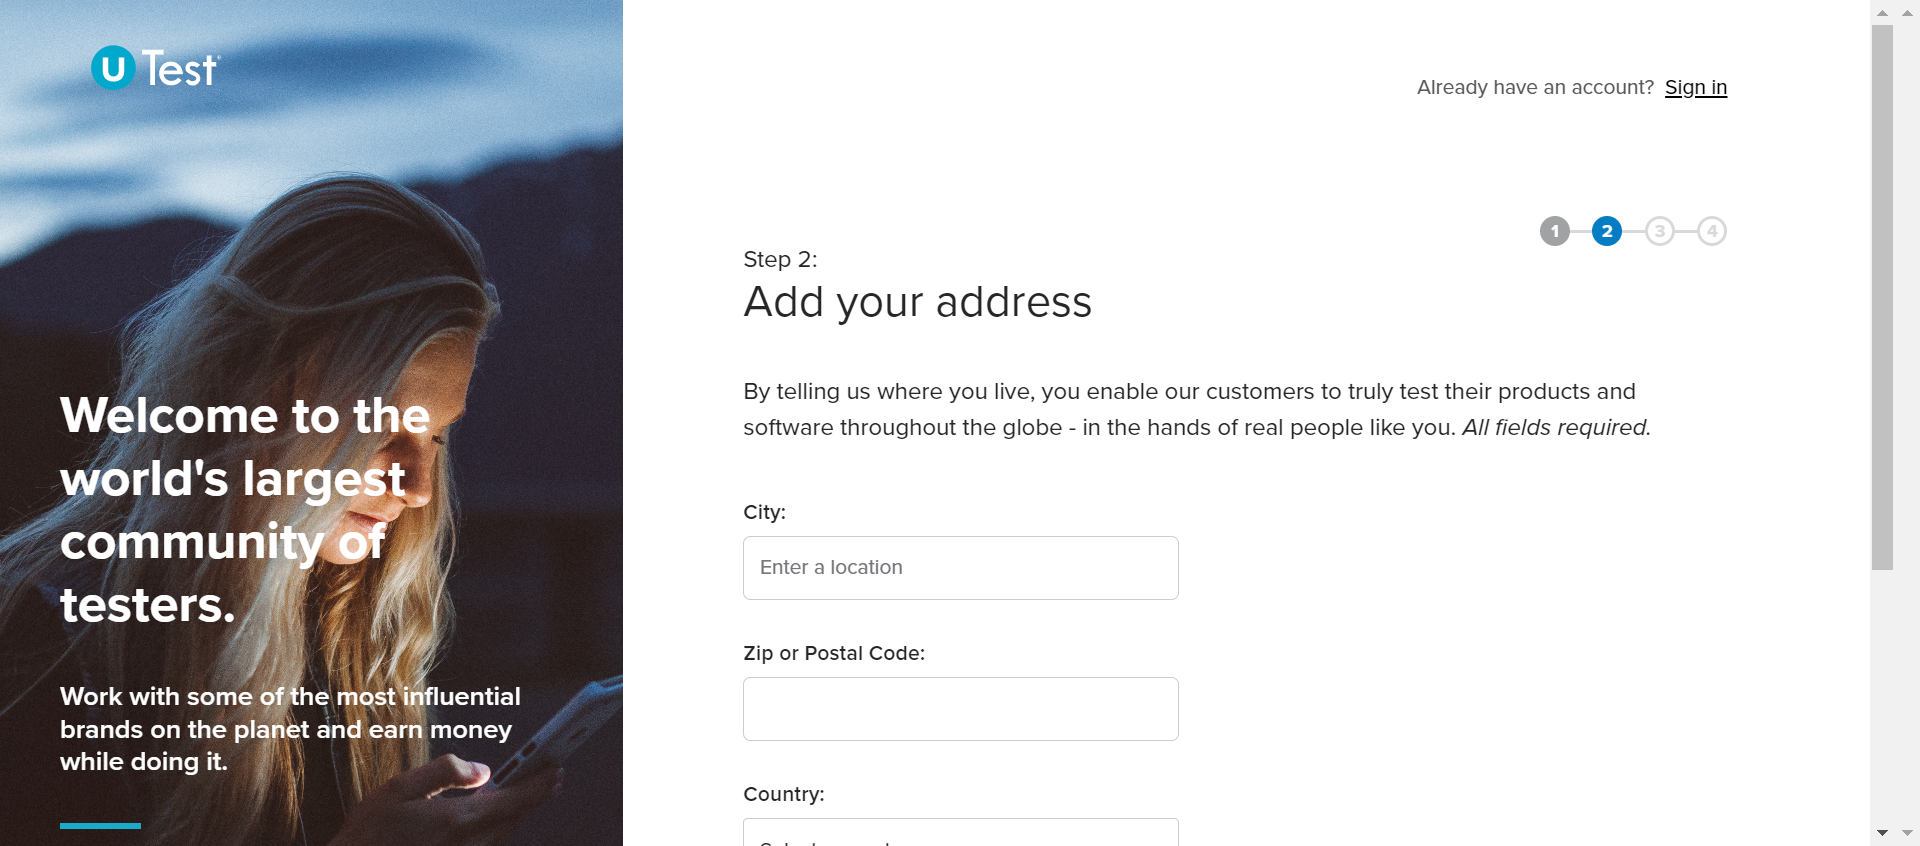 u Test
Welcome to the
world's largest
community of
testers.
Work with some of the most influential
brands on the planet and earn money
while doing it.
Already have an account? Sign in
1 2 3 4
Step 2:
Add your address
By telling us where you live, you enable our customers to truly test their products and
software throughout the globe - in the hands of real people like you. All fields required.
City:
Enter a location
Zip or Postal Code:
Country: